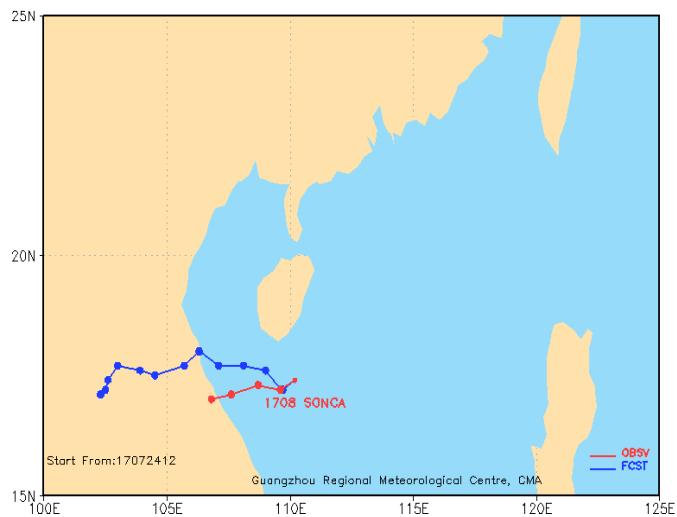 25N
20N
1708 SONCA
OBSV
Start From:17072412
FCST
Guangzhou Regional Meteorological Centre, CMA
15N
100E 105E 110E 115E 120E 125E